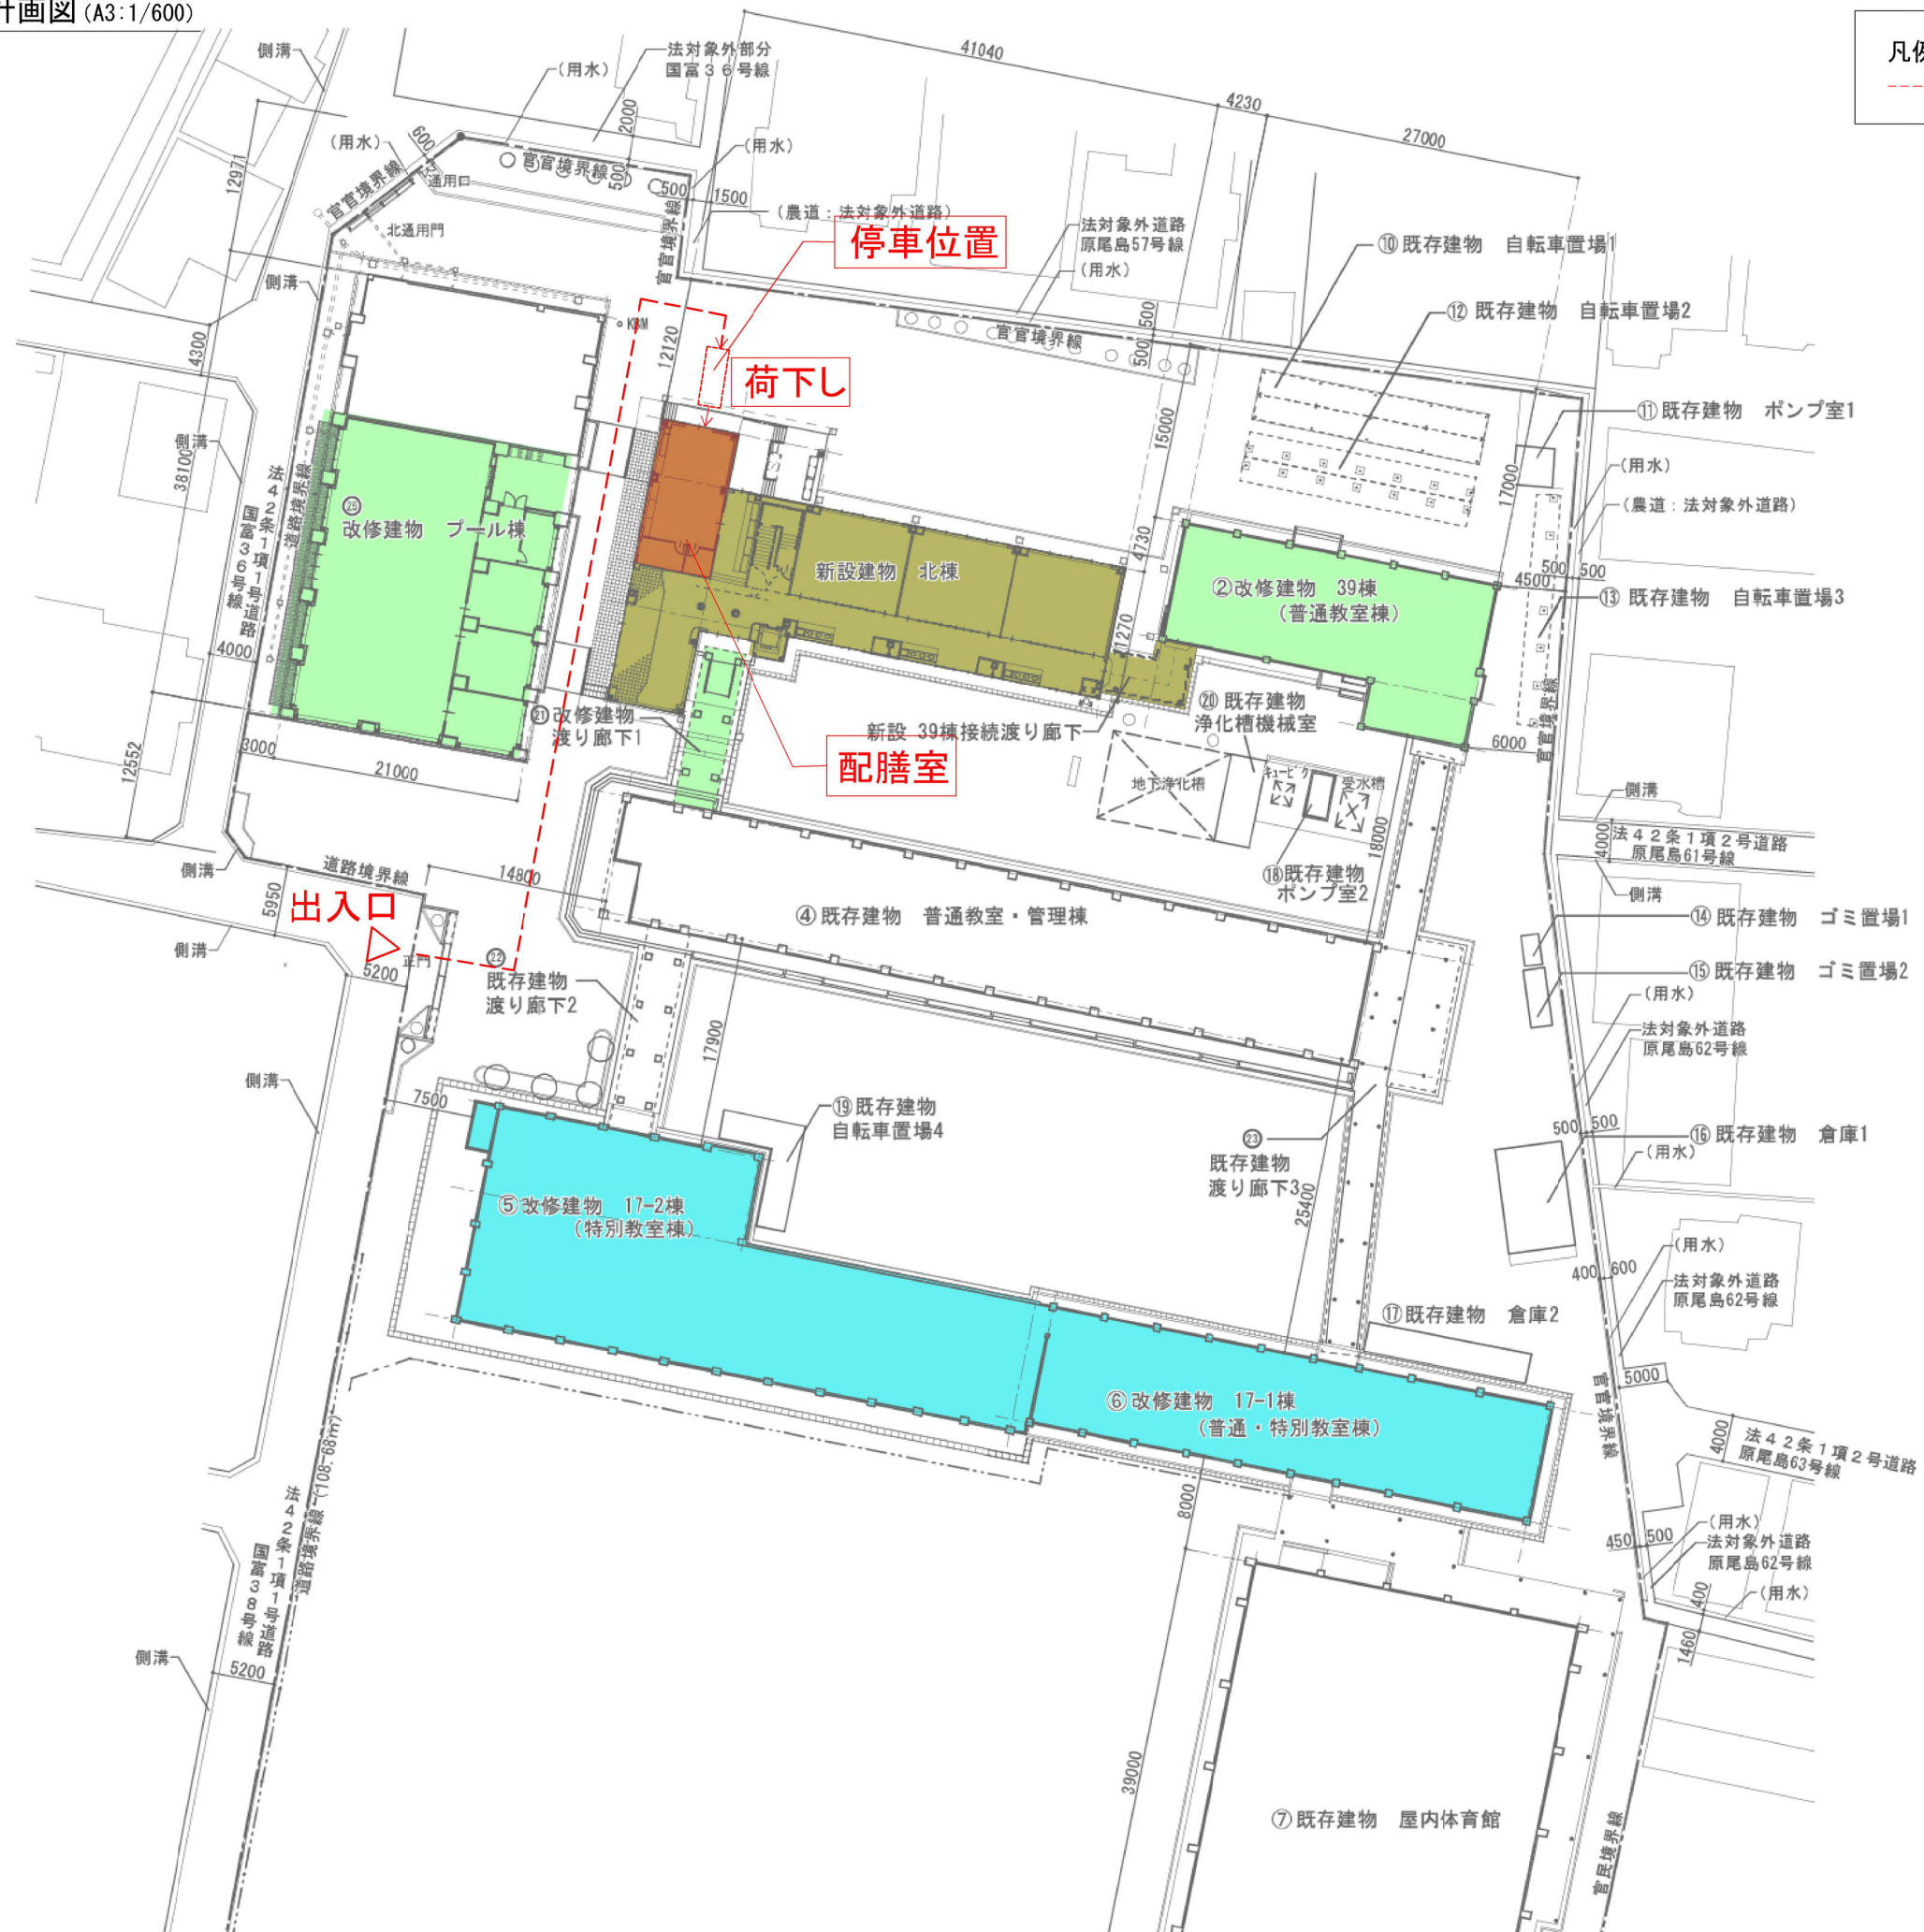 計画図(A3:1/600)
凡例
側溝
(用水)
法対象外部分
国富36号線
41040
4230
27000
2000
600
(用水)
官官境界線
500
(用水)
12971
官官境界線
通用口
500
1500
北通用門
官官境界線
(農道:法対象外道路)
停車位置
法対象外道路
原尾島57号線
(用水)
⑩既存建物 自転車置場1
側溝
KBM
12120
500
500
官官境界線
⑫既存建物 自転車置場2
4300
荷下し
⑪既存建物 ポンプ室1
側溝
38100
15000
17000
(用水)
(農道:法対象外道路)
法42条1項1号道路
国富36号線
道路境界線
㉕
改修建物 プール棟
4730
新設建物 北棟
②改修建物 39棟
(普通教室棟)
4500
500
500
⑬既存建物 自転車置場3
1270
4000
㉑改修建物
渡り廊下1
新設 39棟接続渡り廊下
⑳既存建物
浄化槽機械室
官官境界線
6000
12552
3000
21000
配膳室
地下浄化槽
キュービク
受水槽
側溝
4000
法42条1項2号道路
原尾島61号線
側溝
18000
⑱既存建物
ポンプ室2
側溝
道路境界線
14800
5950
出入口
④既存建物 普通教室・管理棟
⑭既存建物 ゴミ置場1
側溝
正門
5200
㉒
既存建物
渡り廊下2
⑮既存建物 ゴミ置場2
(用水)
法対象外道路
原尾島62号線
17900
側溝
7500
⑲既存建物
自転車置場4
㉓
既存建物
渡り廊下3
500
500
⑯既存建物 倉庫1
(用水)
25400
⑤改修建物 17-2棟
(特別教室棟)
(用水)
400
600
法対象外道路
原尾島62号線
⑰既存建物 倉庫2
5000
⑥改修建物 17-1棟
(普通・特別教室棟)
官官境界線
4000
法42条1項2号道路
原尾島63号線
道路境界線(108.68m)
法42条1項1号道路
国富38号線
8000
450
500
(用水)
法対象外道路
原尾島62号線
400
(用水)
1460
側溝
5200
39000
⑦既存建物 屋内体育館
官民境界線